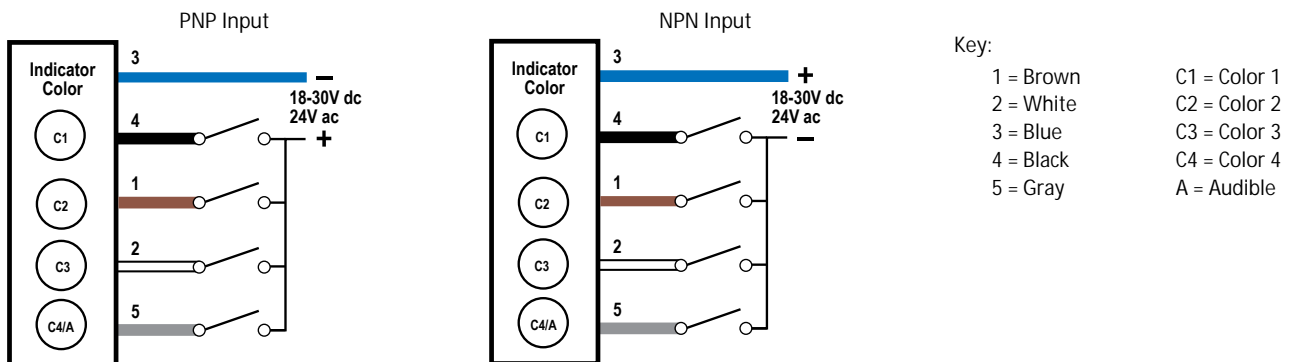 PNP Input
Indicator
Color
3
–
18-30V dc
24V ac
C1
4
+
C2
1
C3
2
C4/A
5
NPN Input
Indicator
Color
3
+
18-30V dc
24V ac
C1
4
–
C2
1
C3
2
C4/A
5
Key:
1 = Brown C1 = Color 1
2 = White C2 = Color 2
3 = Blue C3 = Color 3
4 = Black C4 = Color 4
5 = Gray A = Audible